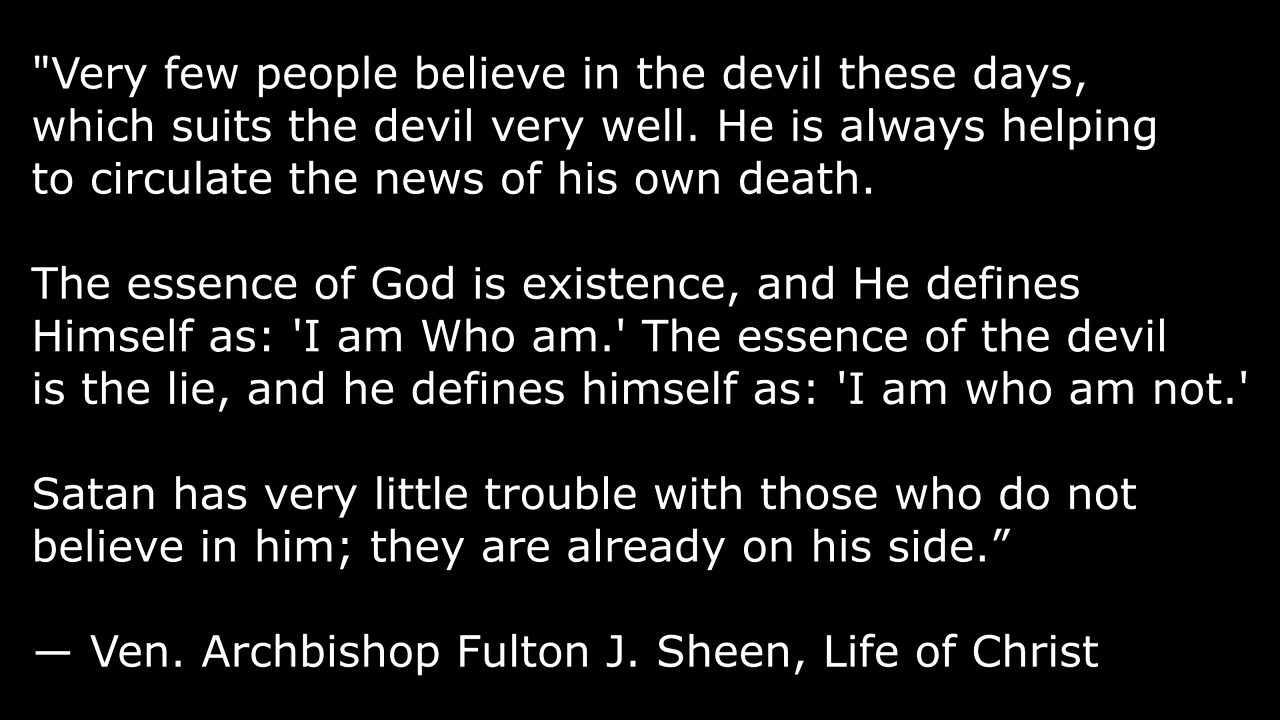 "Very few people believe in the devil these days,
which suits the devil very well. He is always helping
to circulate the news of his own death.
The essence of God is existence, and He defines
Himself as: 'I am Who am.' The essence of the devil
is the lie, and he defines himself as: 'I am who am not.'
Satan has very little trouble with those who do not
believe in him; they are already on his side.”
— Ven. Archbishop Fulton J. Sheen, Life of Christ